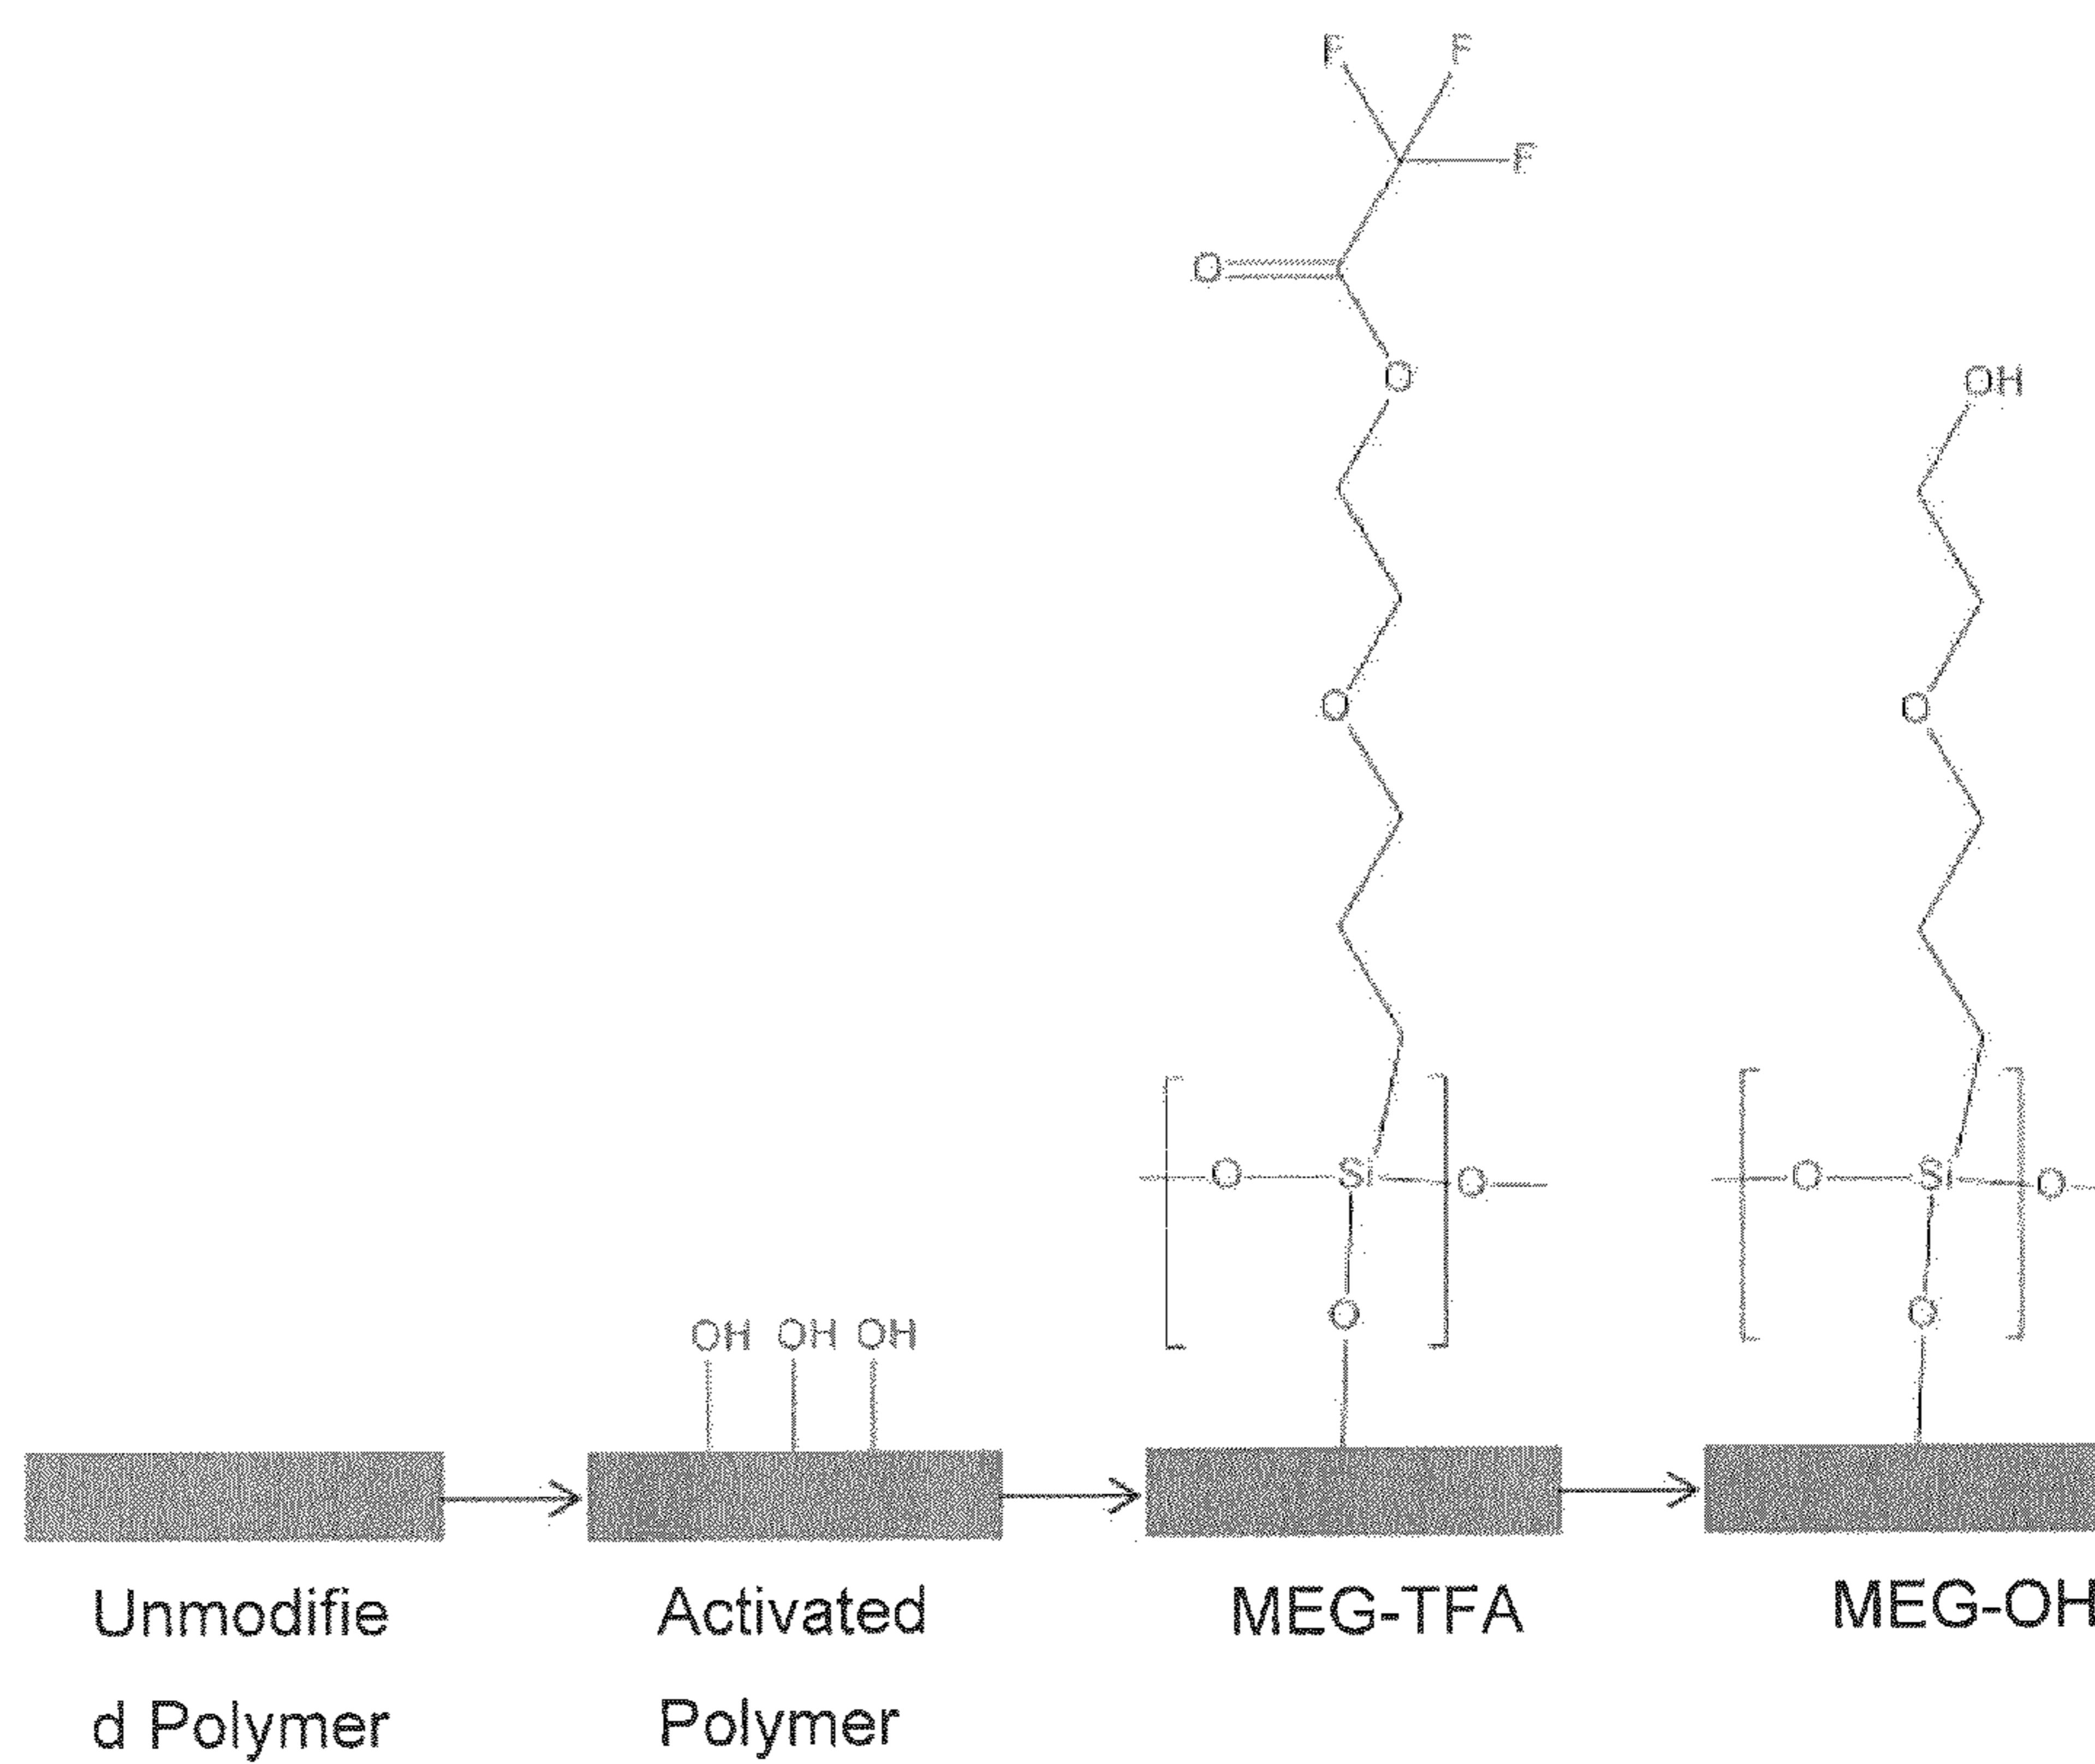 F F
F
O
O
OH
O
O
O Si O
O Si O
O
O
OH OH OH
Unmodifie
d Polymer
Activated
Polymer
MEG-TFA
MEG-OH